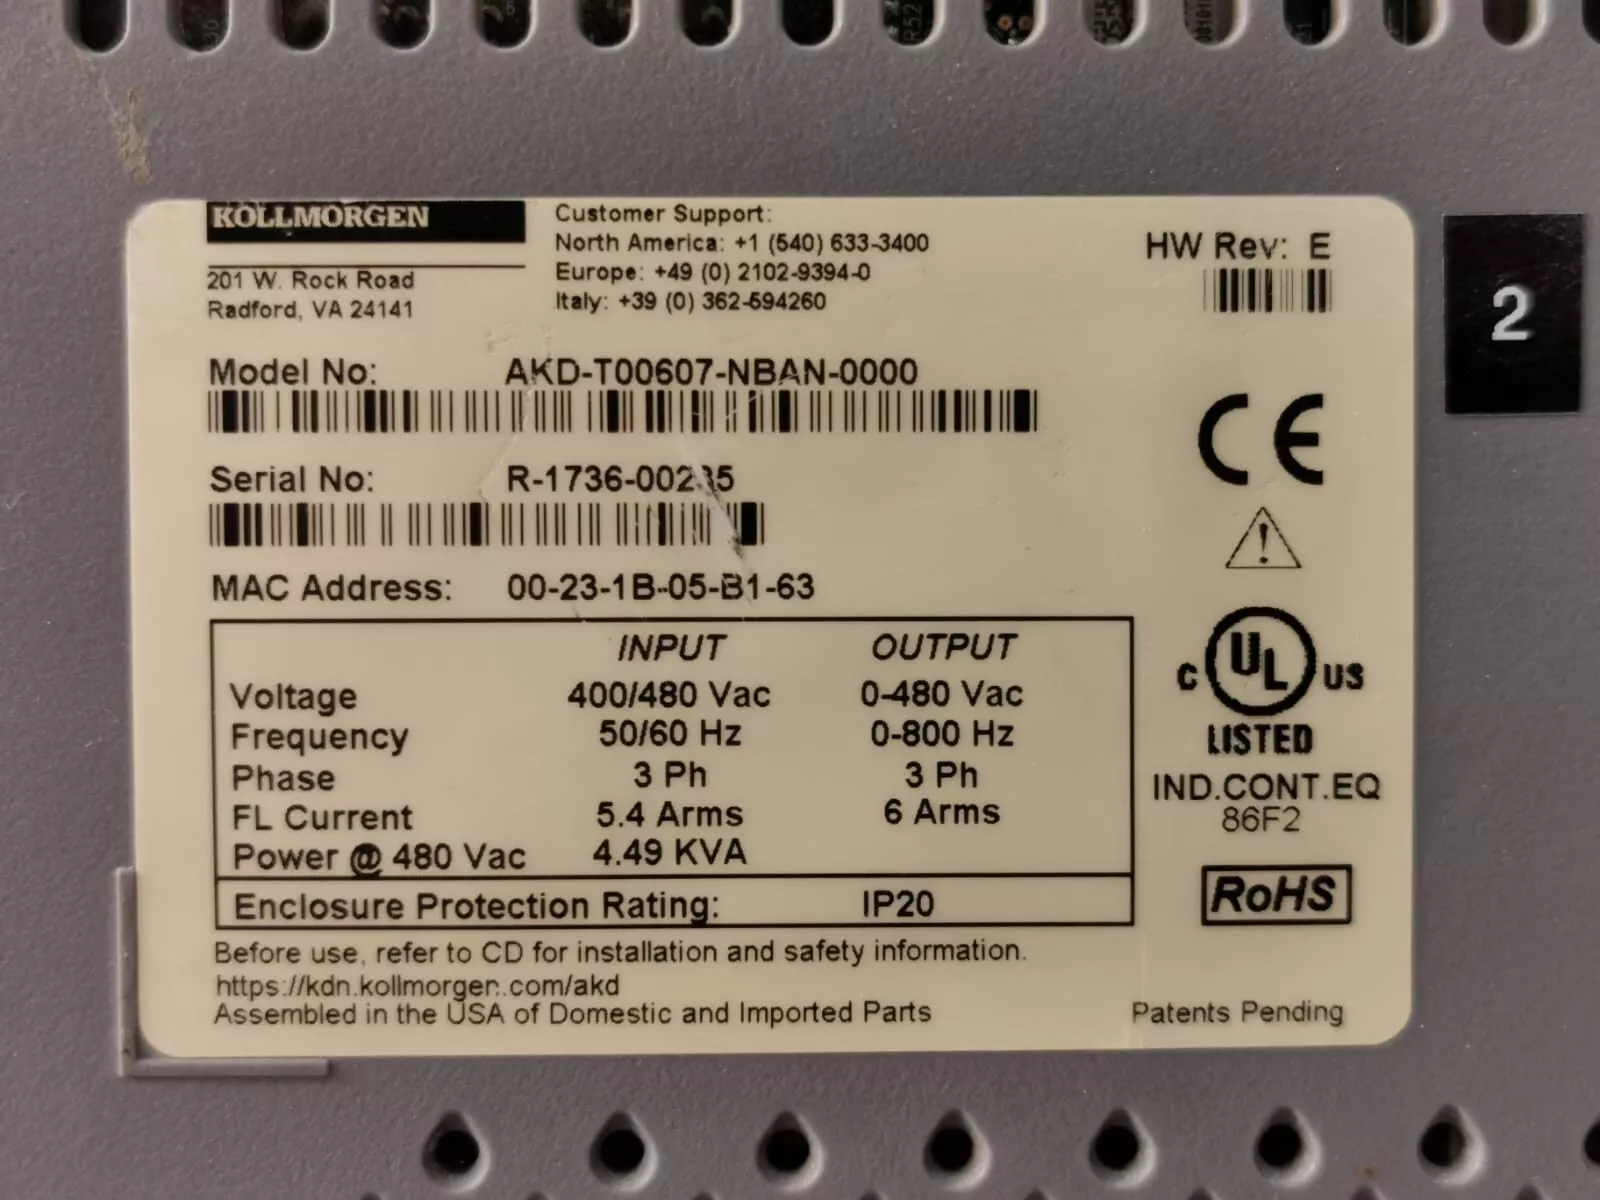 KOLLMORGEN
201 W. Rock Road
Radford, VA 24141
Customer Support:
North America: +1 (540) 633-3400
Europe: +49 (0) 2102-9394-0
Italy: +39 (0) 362-594260
HW Rev: E
2
Model No: AKD-T00607-NBAN-0000
Serial No:
MAC Address: 00-23-1B-05-B1-63
INPUT OUTPUT
Voltage 400/480 Vac 0-480 Vac
Frequency 50/60 Hz 0-800 Hz
Phase 3 Ph 3 Ph
FL Current 5.4 Arms 6 Arms
Power @ 480 Vac 4.49 KVA
Enclosure Protection Rating: IP20
CE
C UL US
LISTED
IND.CONT.EQ
86F2
RoHS
Before use, refer to CD for installation and safety information.
https://kdn.kollmorgen.com/akd
Assembled in the USA of Domestic and Imported Parts
Patents Pending